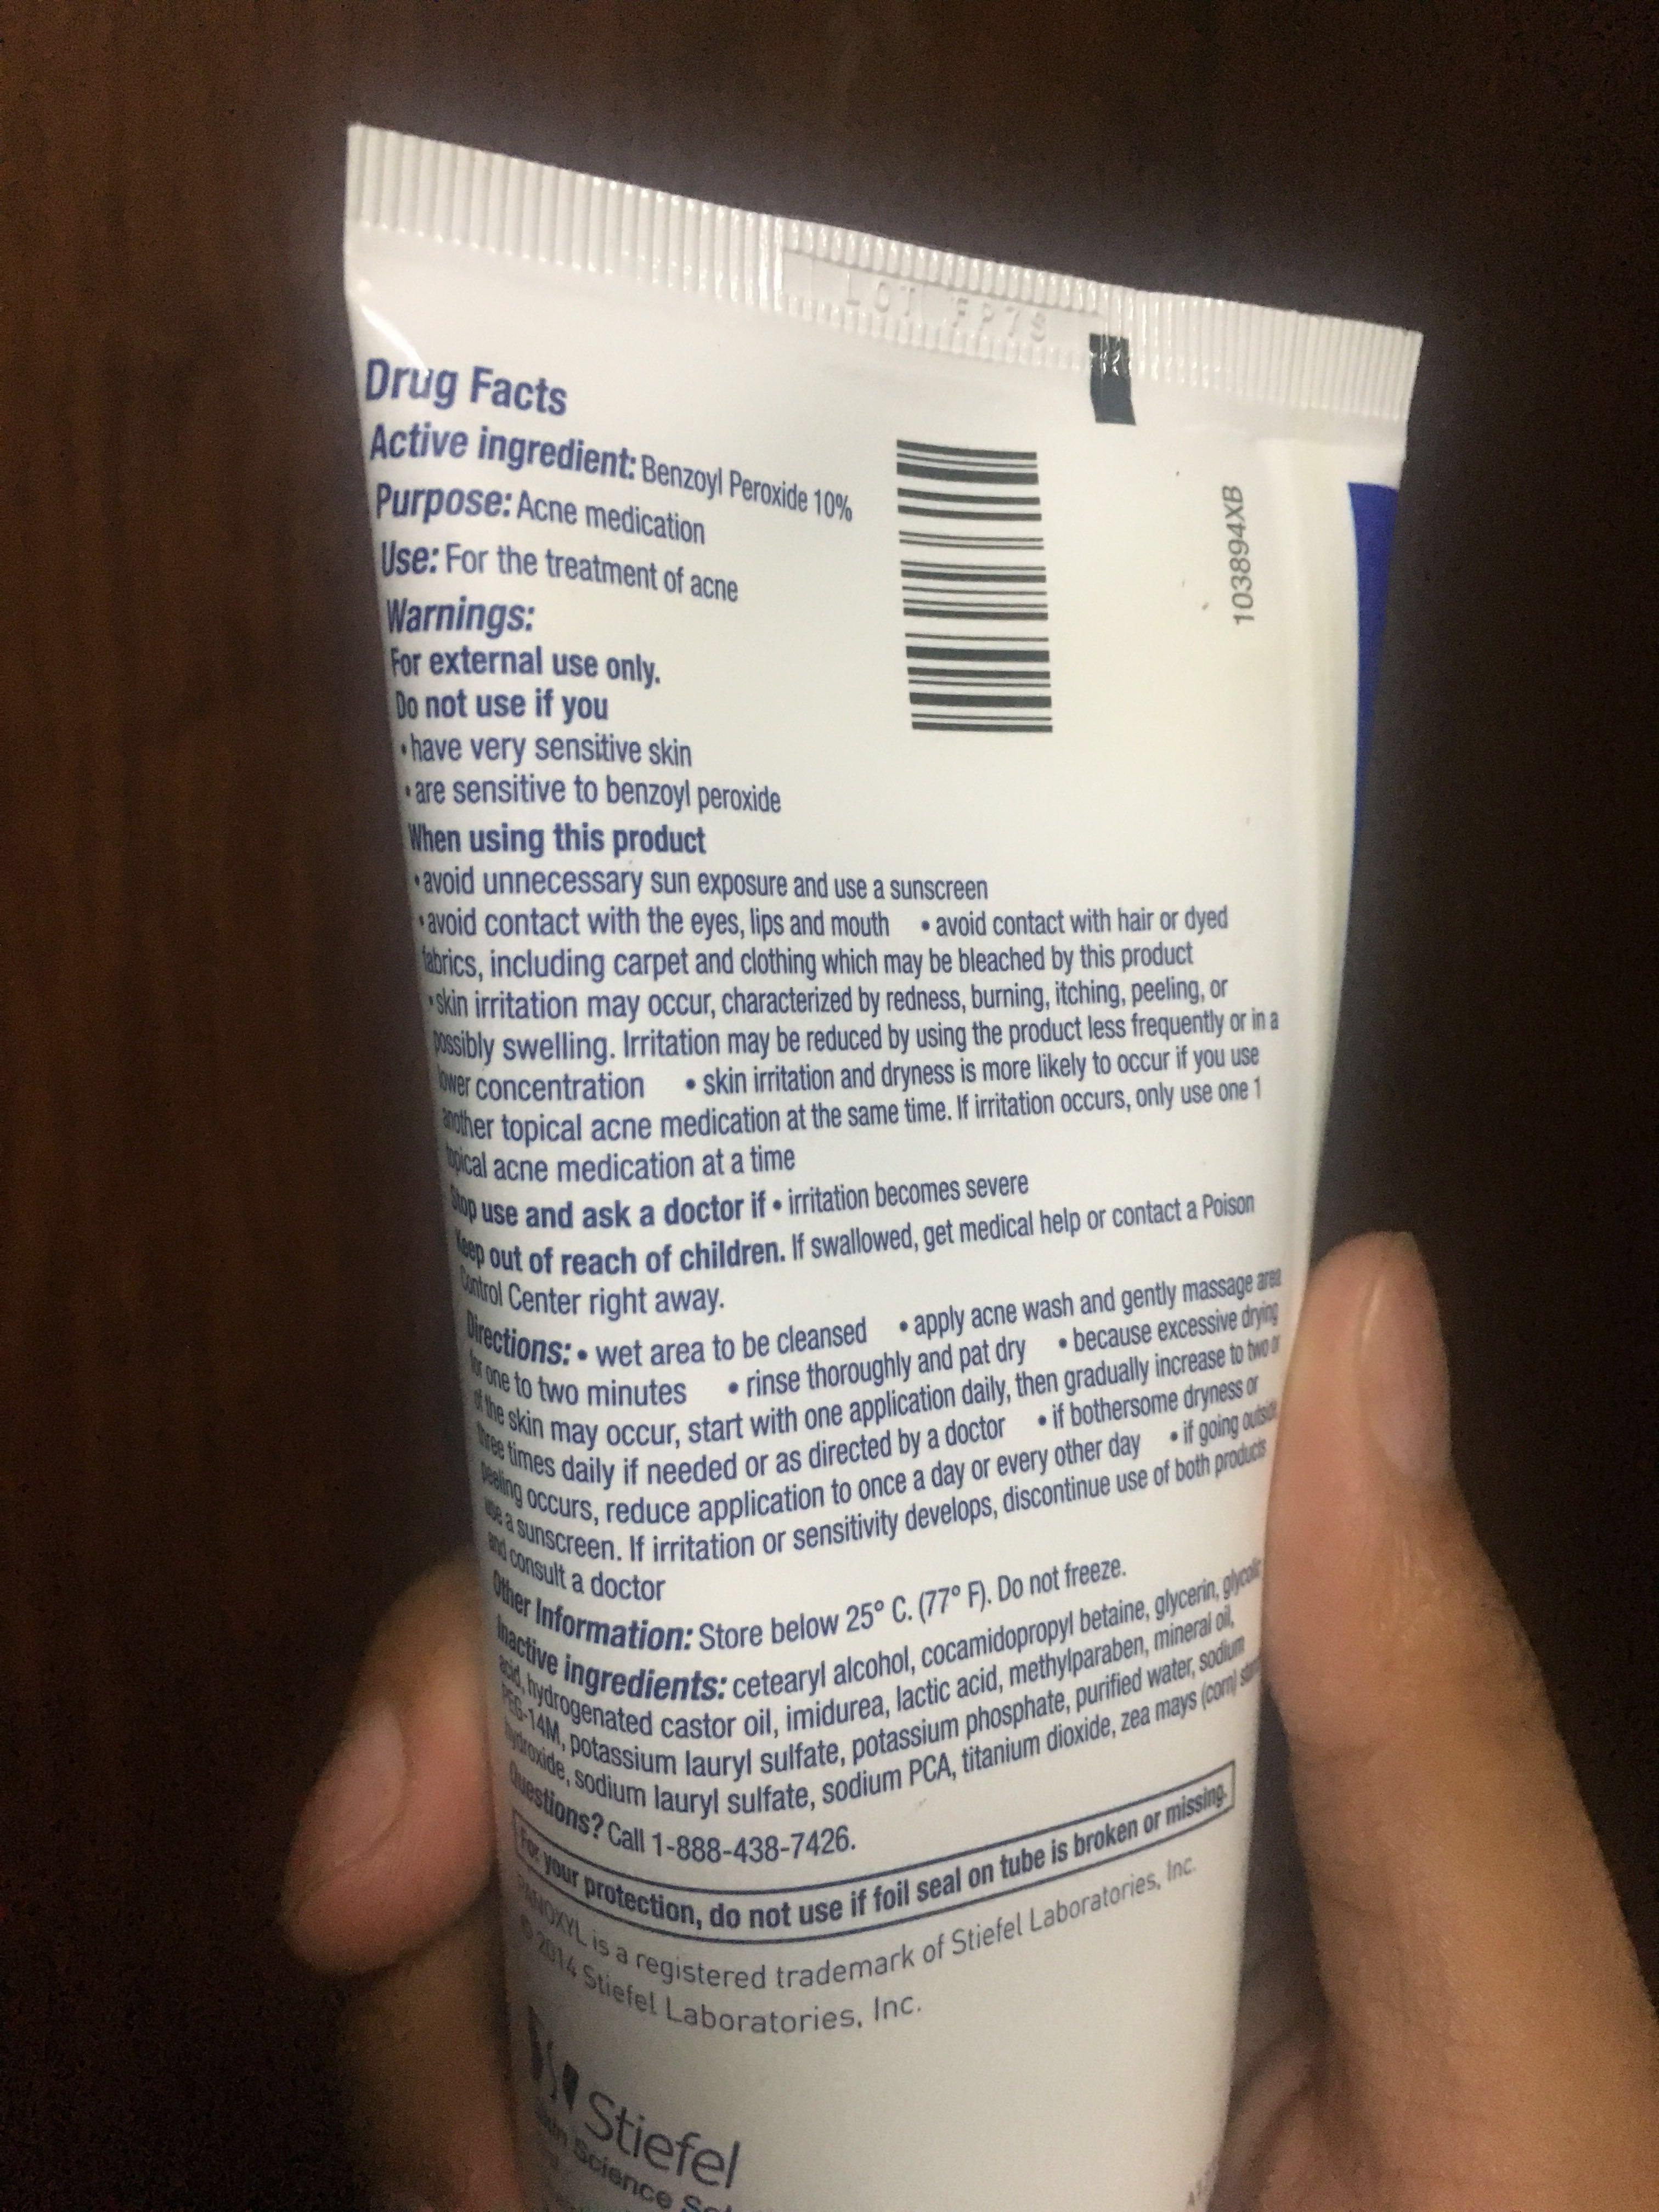 LOT FP7S
Drug Facts
Active ingredient: Benzoyl Peroxide 10%
Purpose: Acne medication
Use: For the treatment of acne
Warnings:
For external use only.
Do not use if you
• have very sensitive skin
• are sensitive to benzoyl peroxide
When using this product
• avoid unnecessary sun exposure and use a sunscreen
• avoid contact with the eyes, lips and mouth • avoid contact with hair or dyed
fabrics, including carpet and clothing which may be bleached by this product
• skin irritation may occur, characterized by redness, burning, itching, peeling, or
possibly swelling. Irritation may be reduced by using the product less frequently or in a
lower concentration • skin irritation and dryness is more likely to occur if you use
another topical acne medication at the same time. If irritation occurs, only use one 1
topical acne medication at a time
Stop use and ask a doctor if • irritation becomes severe
Keep out of reach of children. If swallowed, get medical help or contact a Poison
Control Center right away.
Directions: • wet area to be cleansed • apply acne wash and gently massage area
for one to two minutes • rinse thoroughly and pat dry • because excessive drying
of the skin may occur, start with one application daily, then gradually increase to two or
three times daily if needed or as directed by a doctor • if bothersome dryness or
peeling occurs, reduce application to once a day or every other day • if going outside,
use a sunscreen. If irritation or sensitivity develops, discontinue use of both products
and consult a doctor
Other Information: Store below 25° C. (77° F). Do not freeze.
Inactive ingredients: cetearyl alcohol, cocamidopropyl betaine, glycerin, glycolic
acid, hydrogenated castor oil, imidurea, lactic acid, methylparaben, mineral oil,
PEG-14M, potassium lauryl sulfate, potassium phosphate, purified water, sodium
hydroxide, sodium lauryl sulfate, sodium PCA, titanium dioxide, zea mays (corn) starch
Questions? Call 1-888-438-7426.
For your protection, do not use if foil seal on tube is broken or missing.
PANOXYL is a registered trademark of Stiefel Laboratories, Inc.
© 2014 Stiefel Laboratories, Inc.
Stiefel
Skin Science
103894XB